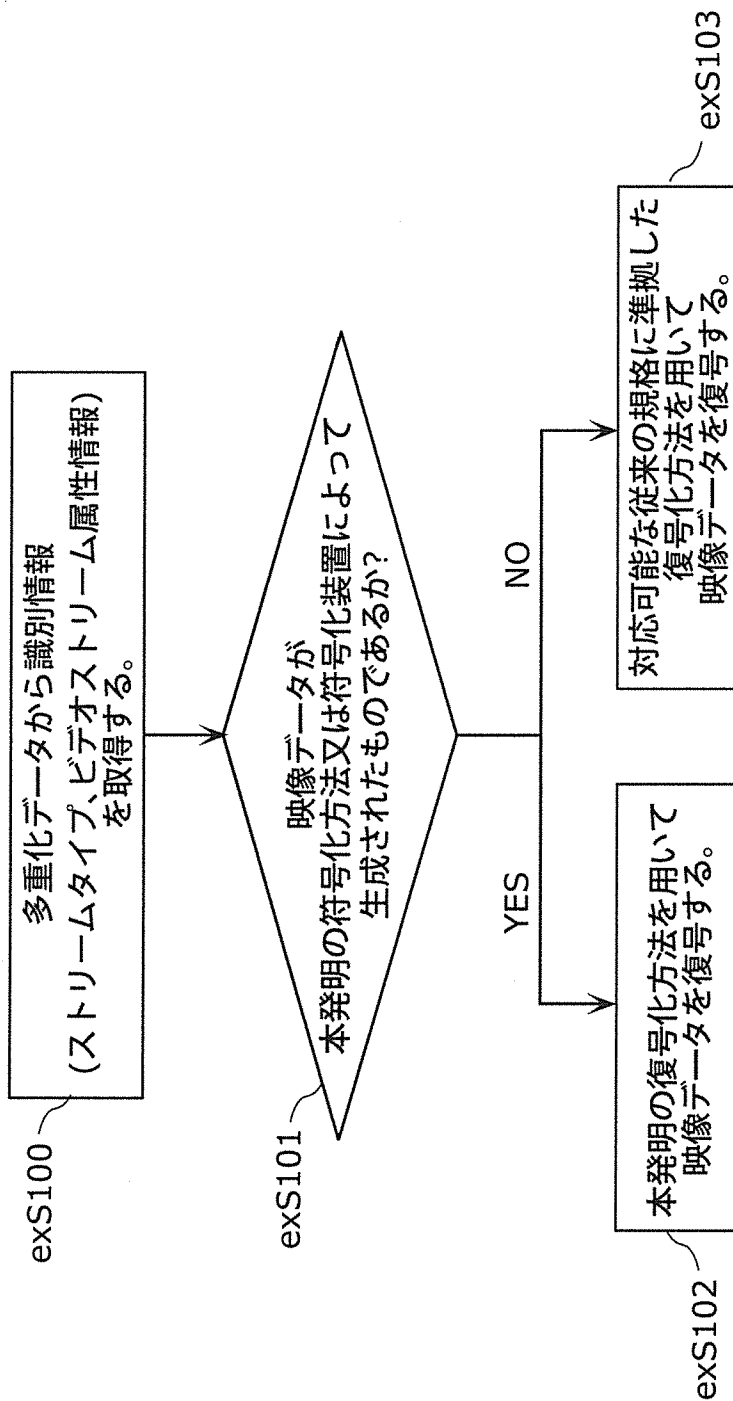 exS100
多重化データから識別情報
(ストリームタイプ、ビデオストリーム属性情報)
を取得する。
exS101
映像データが
本発明の符号化方法又は符号化装置によって
生成されたものであるか?
YES
NO
exS102
本発明の復号化方法を用いて
映像データを復号する。
exS103
対応可能な従来の規格に準拠した
復号化方法を用いて
映像データを復号する。